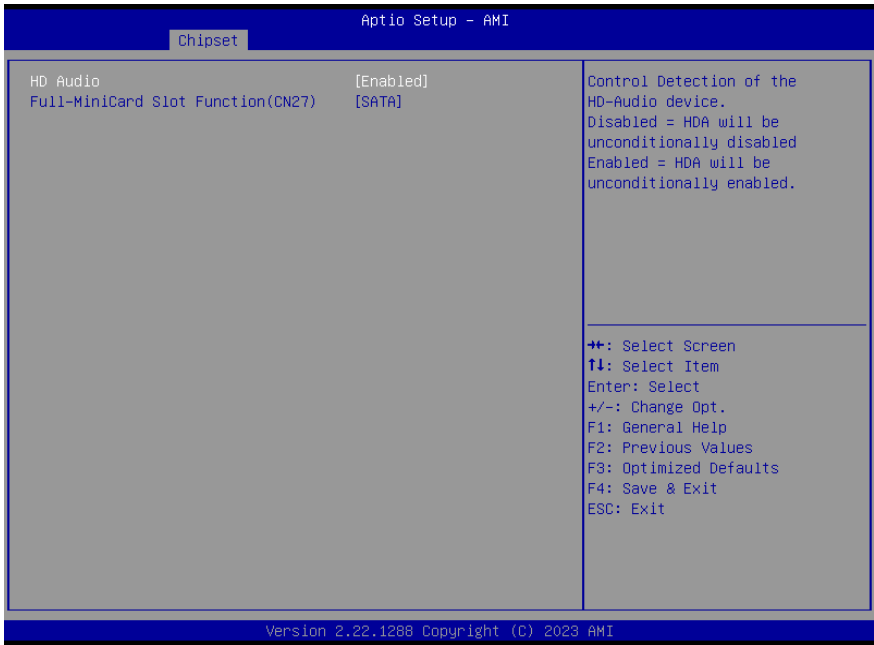 Aptio Setup – AMI
Chipset
HD Audio [Enabled]
Full-MiniCard Slot Function(CN27) [SATA]
Control Detection of the
HD-Audio device.
Disabled = HDA will be
unconditionally disabled
Enabled = HDA will be
unconditionally enabled.
→←: Select Screen
↑↓: Select Item
Enter: Select
+/-: Change Opt.
F1: General Help
F2: Previous Values
F3: Optimized Defaults
F4: Save & Exit
ESC: Exit
Version 2.22.1288 Copyright (C) 2023 AMI